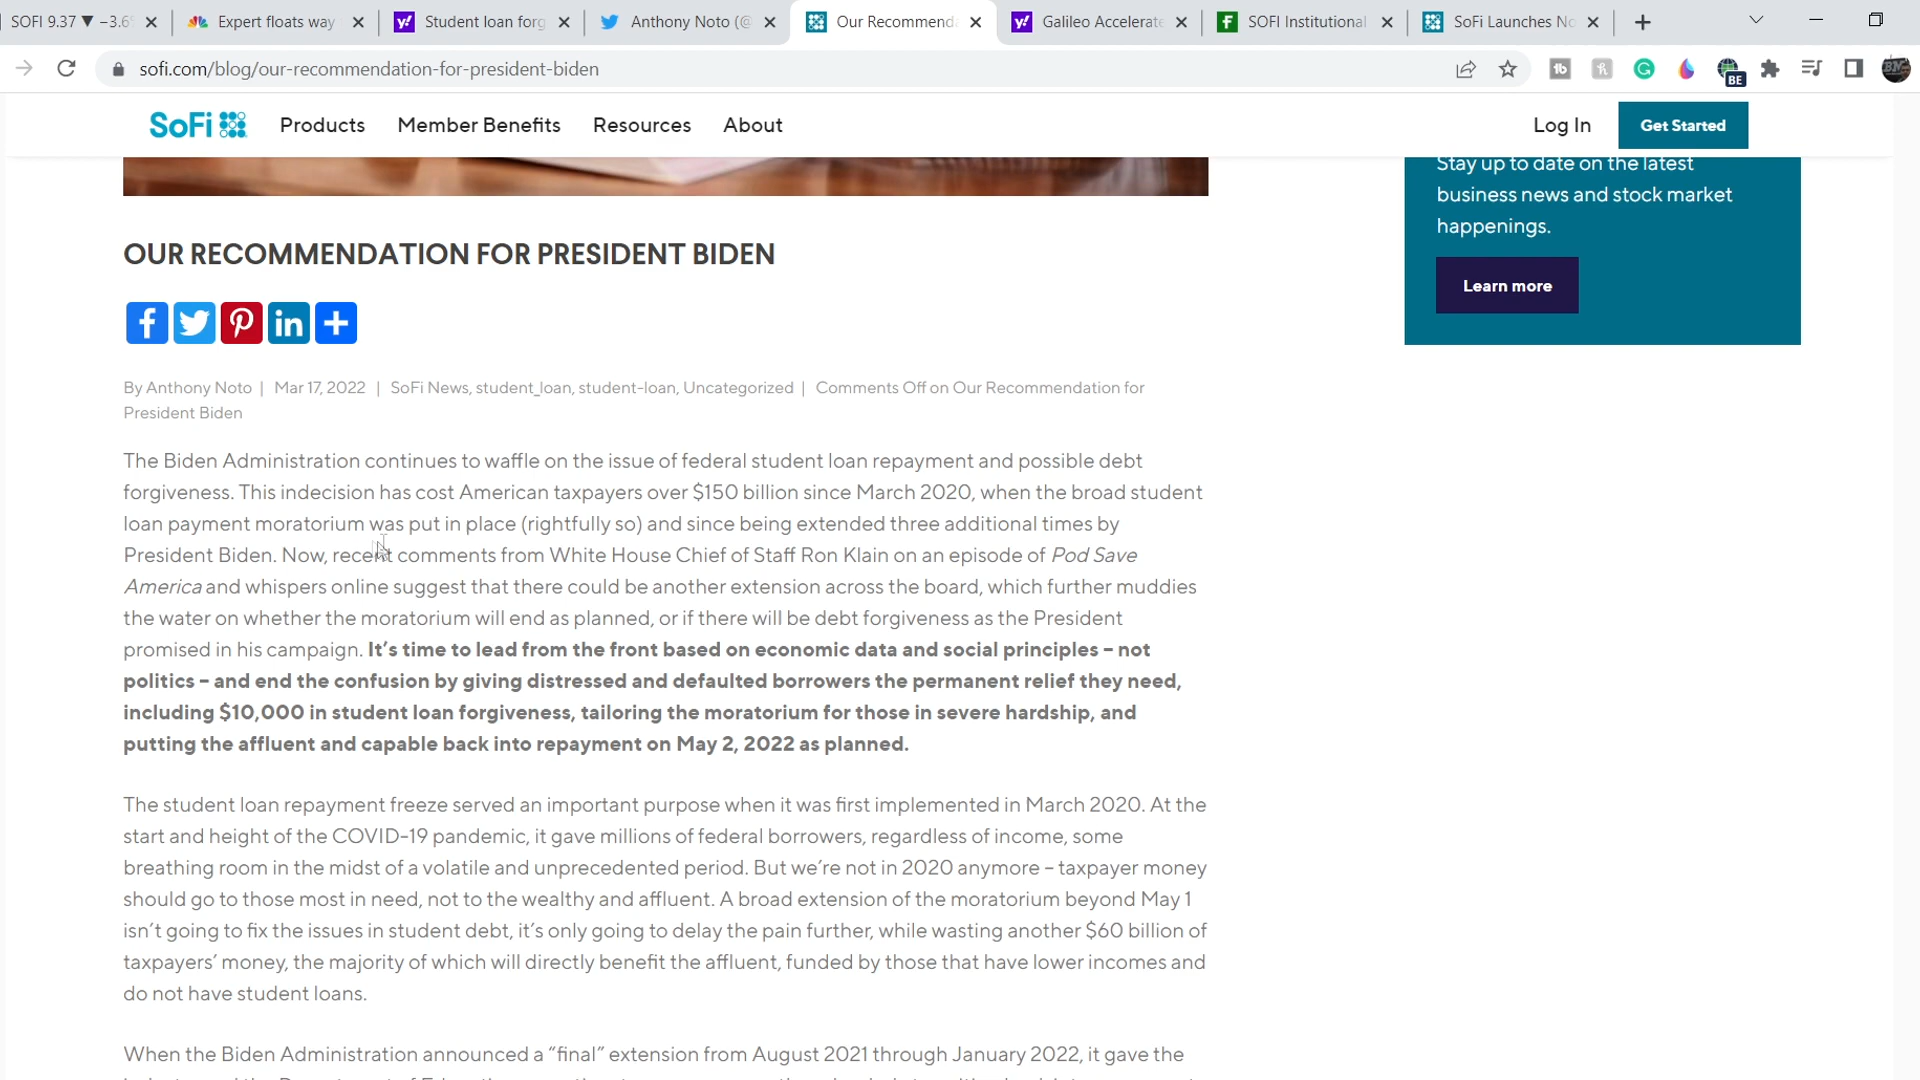 SOFI 9.37 ▼ −3.6
Expert floats way
Student loan forg
Anthony Noto (@
Our Recommenda
Galileo Accelerate
SOFI Institutional
SoFi Launches No
sofi.com/blog/our-recommendation-for-president-biden
BE
SoFi
Products
Member Benefits
Resources
About
Log In
Get Started
Stay up to date on the latest
business news and stock market
happenings.
Learn more
OUR RECOMMENDATION FOR PRESIDENT BIDEN
By Anthony Noto | Mar 17, 2022 | SoFi News, student_loan, student-loan, Uncategorized | Comments Off on Our Recommendation for
President Biden
The Biden Administration continues to waffle on the issue of federal student loan repayment and possible debt
forgiveness. This indecision has cost American taxpayers over $150 billion since March 2020, when the broad student
loan payment moratorium was put in place (rightfully so) and since being extended three additional times by
President Biden. Now, recent comments from White House Chief of Staff Ron Klain on an episode of Pod Save
America and whispers online suggest that there could be another extension across the board, which further muddies
the water on whether the moratorium will end as planned, or if there will be debt forgiveness as the President
promised in his campaign. It’s time to lead from the front based on economic data and social principles – not
politics – and end the confusion by giving distressed and defaulted borrowers the permanent relief they need,
including $10,000 in student loan forgiveness, tailoring the moratorium for those in severe hardship, and
putting the affluent and capable back into repayment on May 2, 2022 as planned.
The student loan repayment freeze served an important purpose when it was first implemented in March 2020. At the
start and height of the COVID-19 pandemic, it gave millions of federal borrowers, regardless of income, some
breathing room in the midst of a volatile and unprecedented period. But we’re not in 2020 anymore – taxpayer money
should go to those most in need, not to the wealthy and affluent. A broad extension of the moratorium beyond May 1
isn’t going to fix the issues in student debt, it’s only going to delay the pain further, while wasting another $60 billion of
taxpayers’ money, the majority of which will directly benefit the affluent, funded by those that have lower incomes and
do not have student loans.
When the Biden Administration announced a “final” extension from August 2021 through January 2022, it gave the